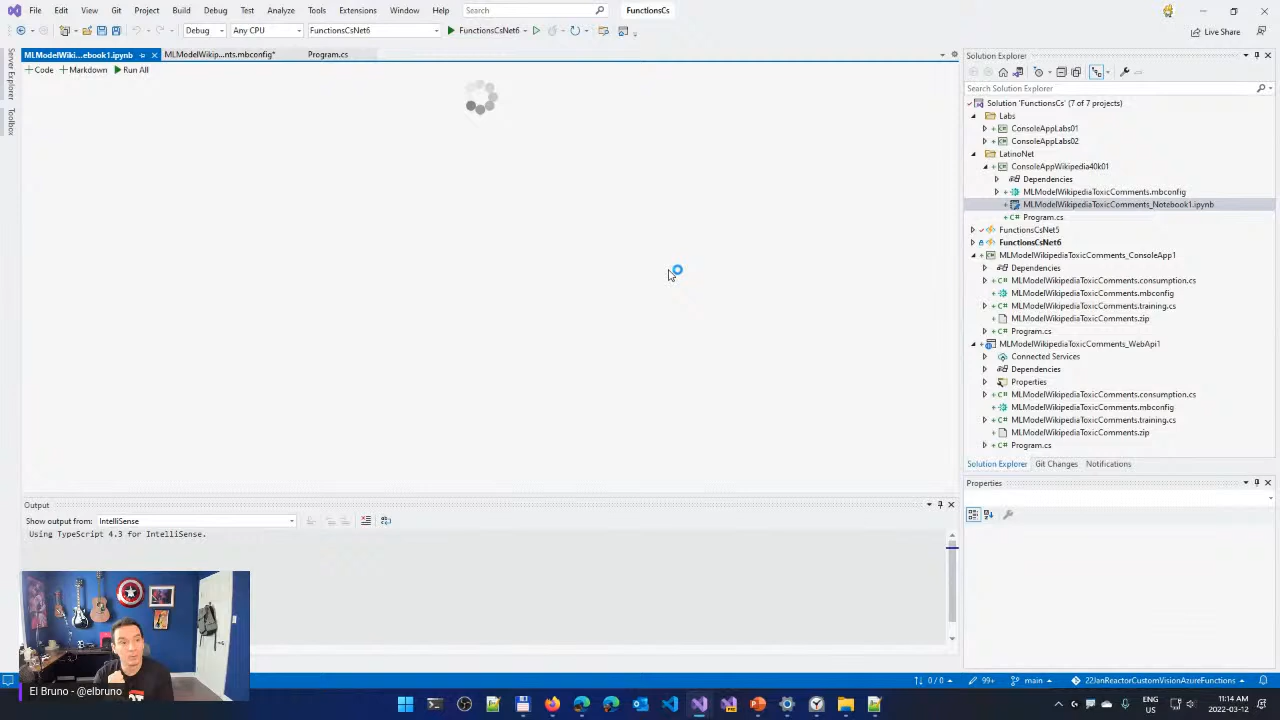 File Edit View Git Project Build Debug Test Analyze Tools Extensions Window Help Search FunctionsCs
Debug Any CPU FunctionsCsNet6 FunctionsCsNet6 Live Share
MLModelWiki...ebook1.ipynb MLModelWikip...nts.mbconfig* Program.cs
Code Markdown Run All
Server Explorer
Toolbox
Solution Explorer
Search Solution Explorer
Solution 'FunctionsCs' (7 of 7 projects)
Labs
ConsoleAppLabs01
ConsoleAppLabs02
LatinoNet
ConsoleAppWikipedia40k01
Dependencies
MLModelWikipediaToxicComments.mbconfig
MLModelWikipediaToxicComments_Notebook1.ipynb
Program.cs
FunctionsCsNet5
FunctionsCsNet6
MLModelWikipediaToxicComments_ConsoleApp1
Dependencies
MLModelWikipediaToxicComments.consumption.cs
MLModelWikipediaToxicComments.mbconfig
MLModelWikipediaToxicComments.training.cs
MLModelWikipediaToxicComments.zip
Program.cs
MLModelWikipediaToxicComments_WebApi1
Connected Services
Dependencies
Properties
MLModelWikipediaToxicComments.consumption.cs
MLModelWikipediaToxicComments.mbconfig
MLModelWikipediaToxicComments.training.cs
MLModelWikipediaToxicComments.zip
Program.cs
Solution Explorer Git Changes Notifications
Properties
Output
Show output from: IntelliSense
Using TypeScript 4.3 for IntelliSense.
El Bruno - @elbruno
0 / 0 99+ main 22JanReactorCustomVisionAzureFunctions
ENG
US
11:14 AM
2022-03-12